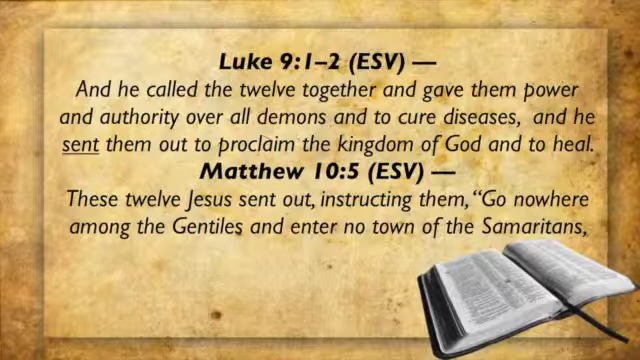 Luke 9:1–2 (ESV) —
And he called the twelve together and gave them power
and authority over all demons and to cure diseases, and he
sent them out to proclaim the kingdom of God and to heal.
Matthew 10:5 (ESV) —
These twelve Jesus sent out, instructing them, “Go nowhere
among the Gentiles and enter no town of the Samaritans,